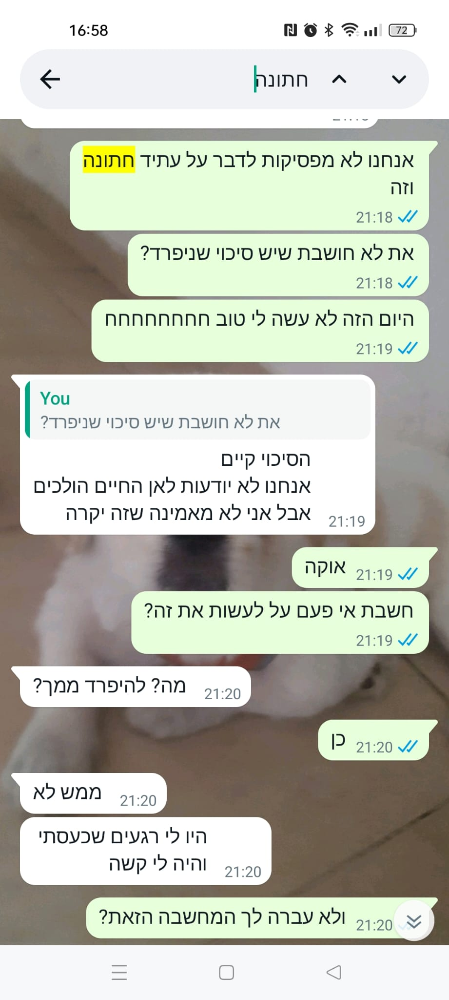 16:58
72
חתונה
אנחנו לא מפסיקות לדבר על עתיד חתונה
וזה
21:18
את לא חושבת שיש סיכוי שניפרד?
21:18
היום הזה לא עשה לי טוב חחחחחחחחח
21:19
You
את לא חושבת שיש סיכוי שניפרד?
הסיכוי קיים
אנחנו לא יודעות לאן החיים הולכים
אבל אני לא מאמינה שזה יקרה
21:19
אוקה
21:19
חשבת אי פעם על לעשות את זה?
21:19
מה? להיפרד ממך?
21:20
כן
21:20
ממש לא
21:20
היו לי רגעים שכעסתי
והיה לי קשה
21:20
ולא עברה לך המחשבה הזאת?
21:20